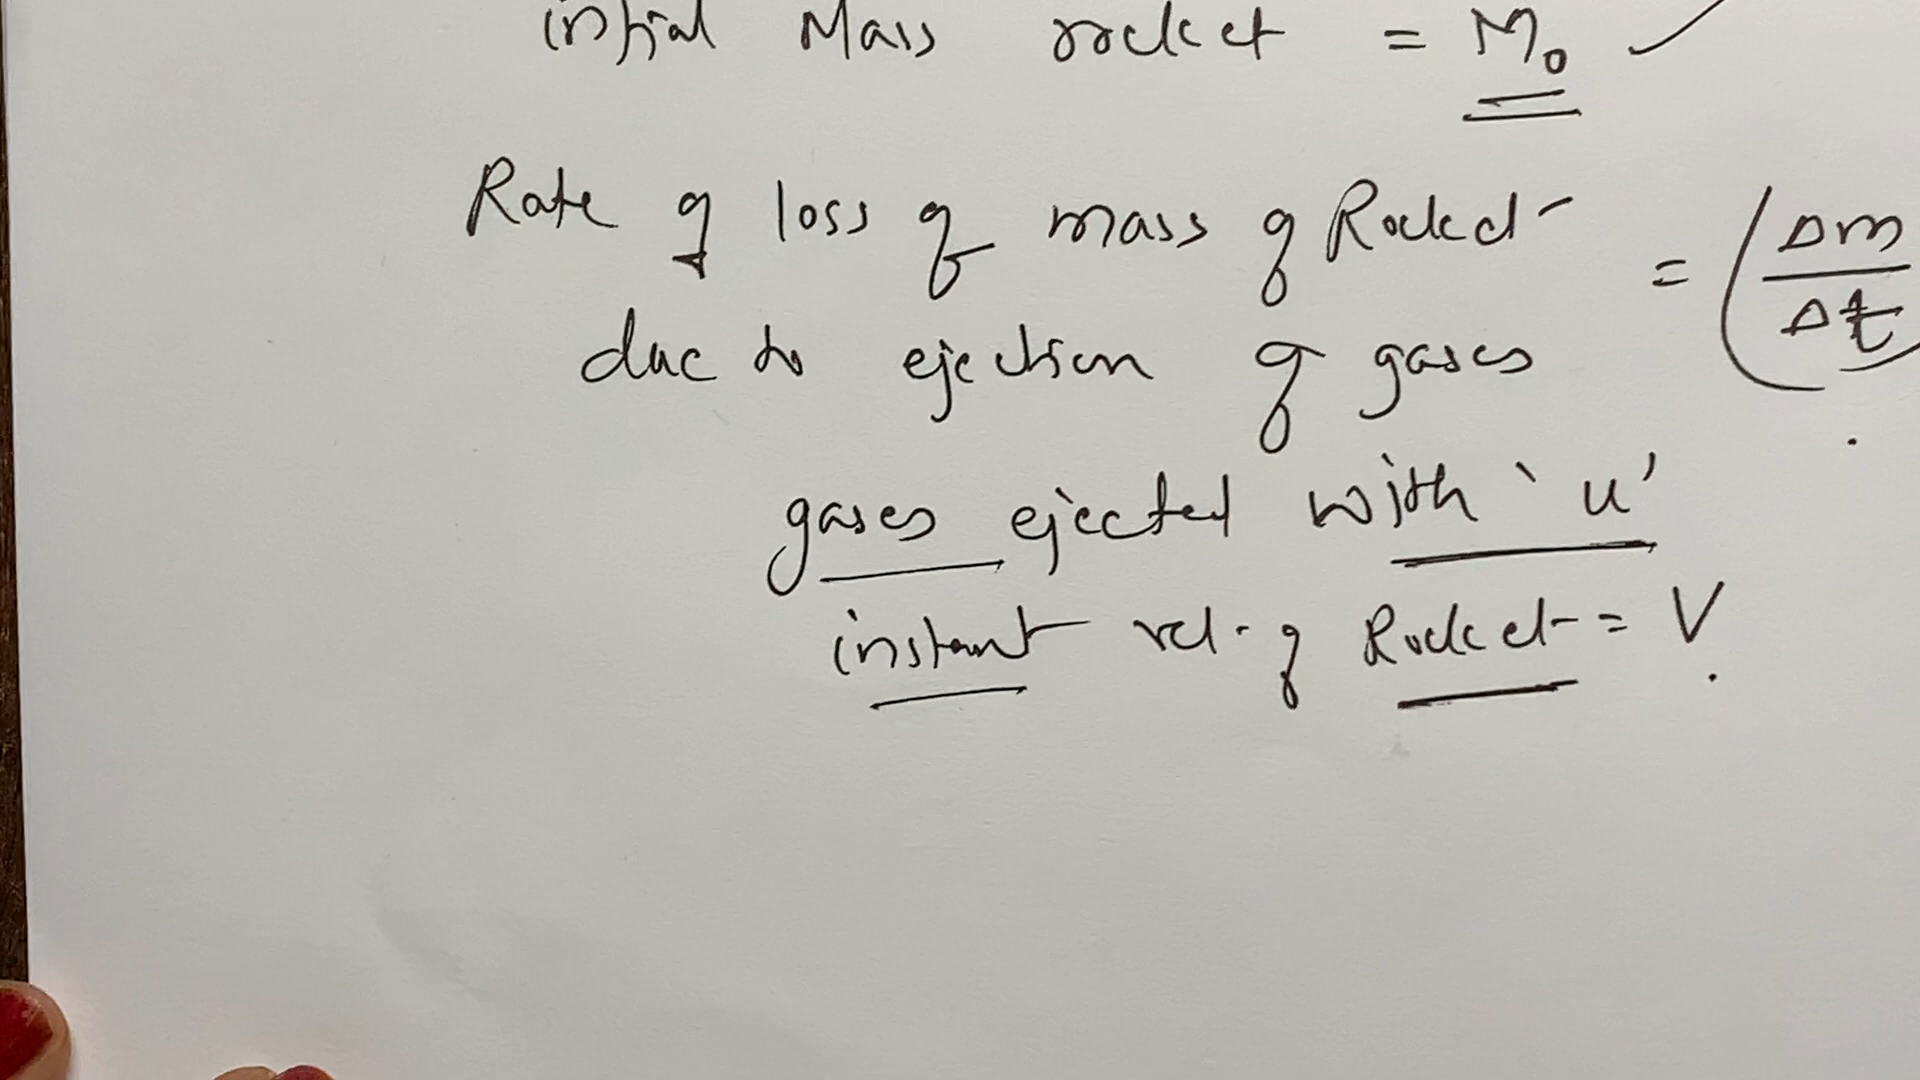 initial Mass rocket = M₀
Rate of loss of mass of Rocket = (Δm/Δt
due to ejection of gases
gases ejected with 'u'
instant vel. of Rocket = V.